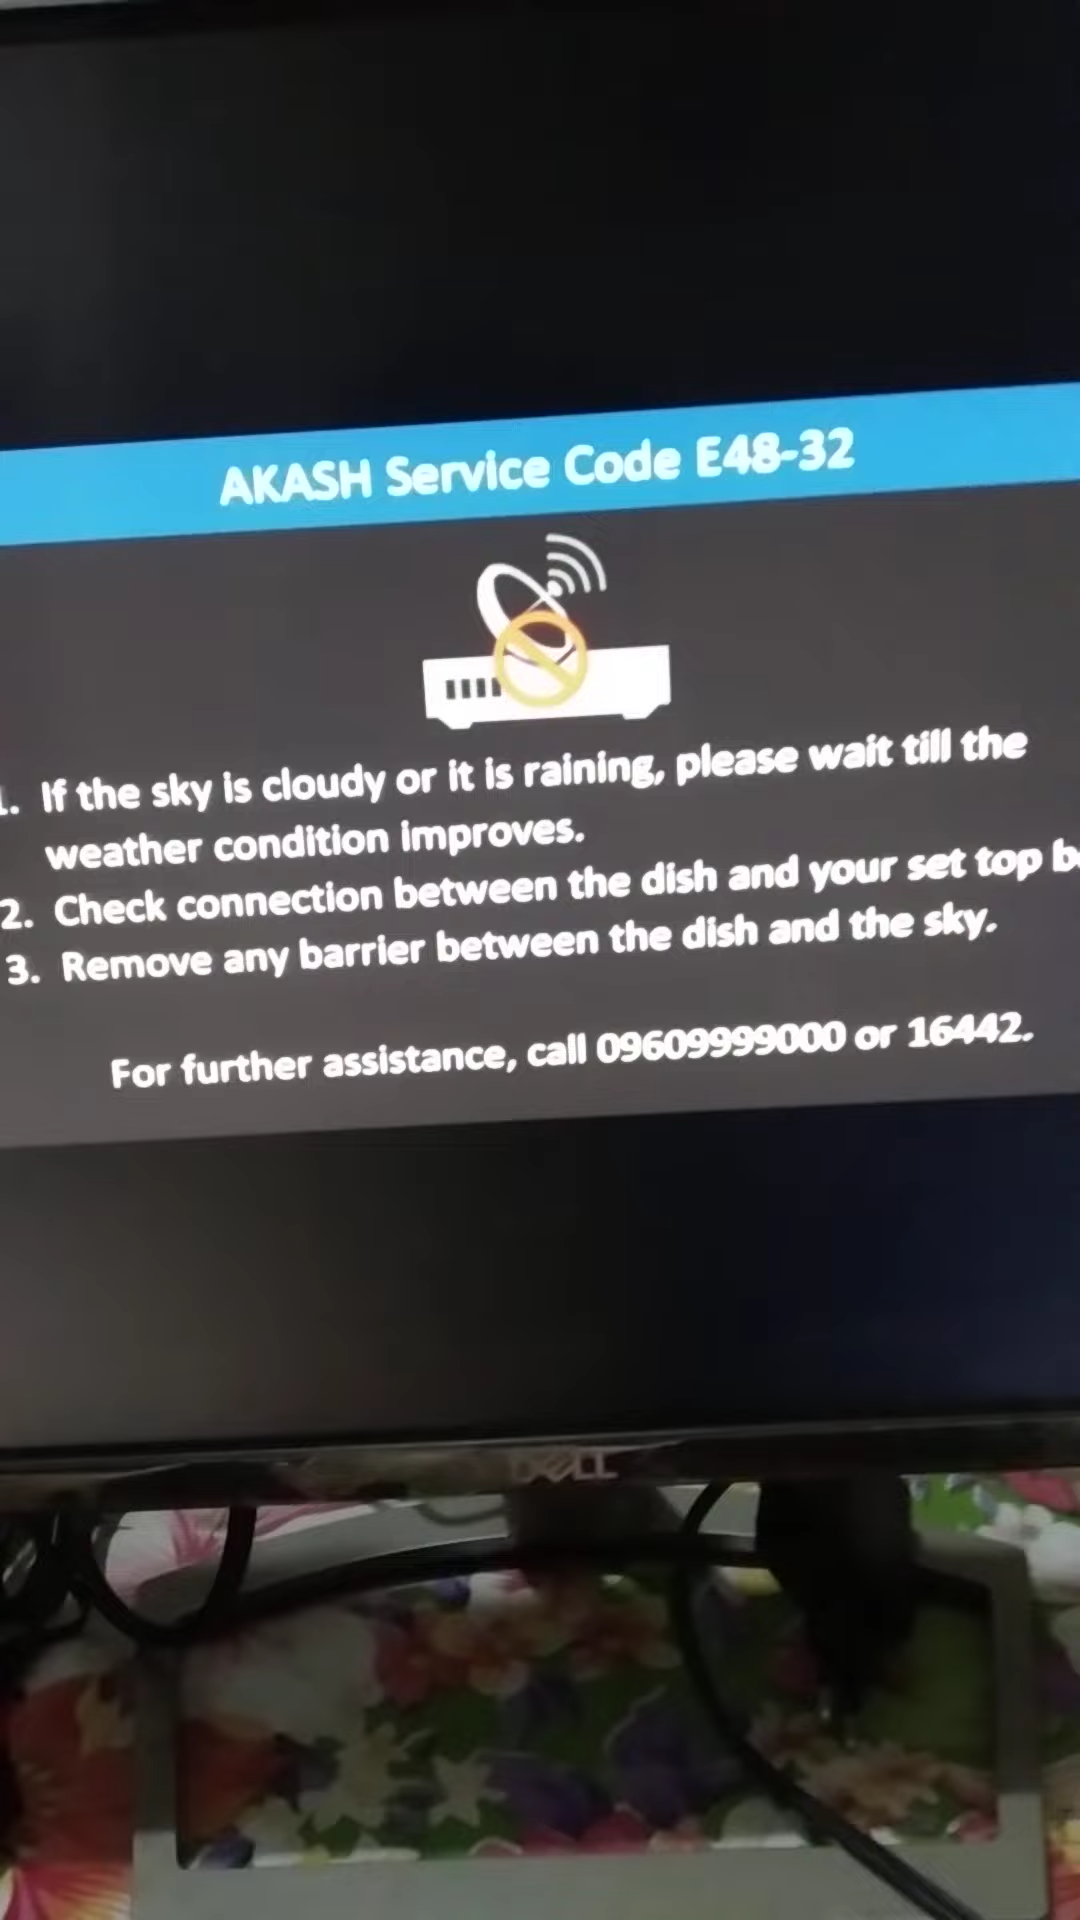 AKASH Service Code E48-32
1. If the sky is cloudy or it is raining, please wait till the
weather condition improves.
2. Check connection between the dish and your set top
3. Remove any barrier between the dish and the sky.
For further assistance, call 09609999000 or 16442.
DELL